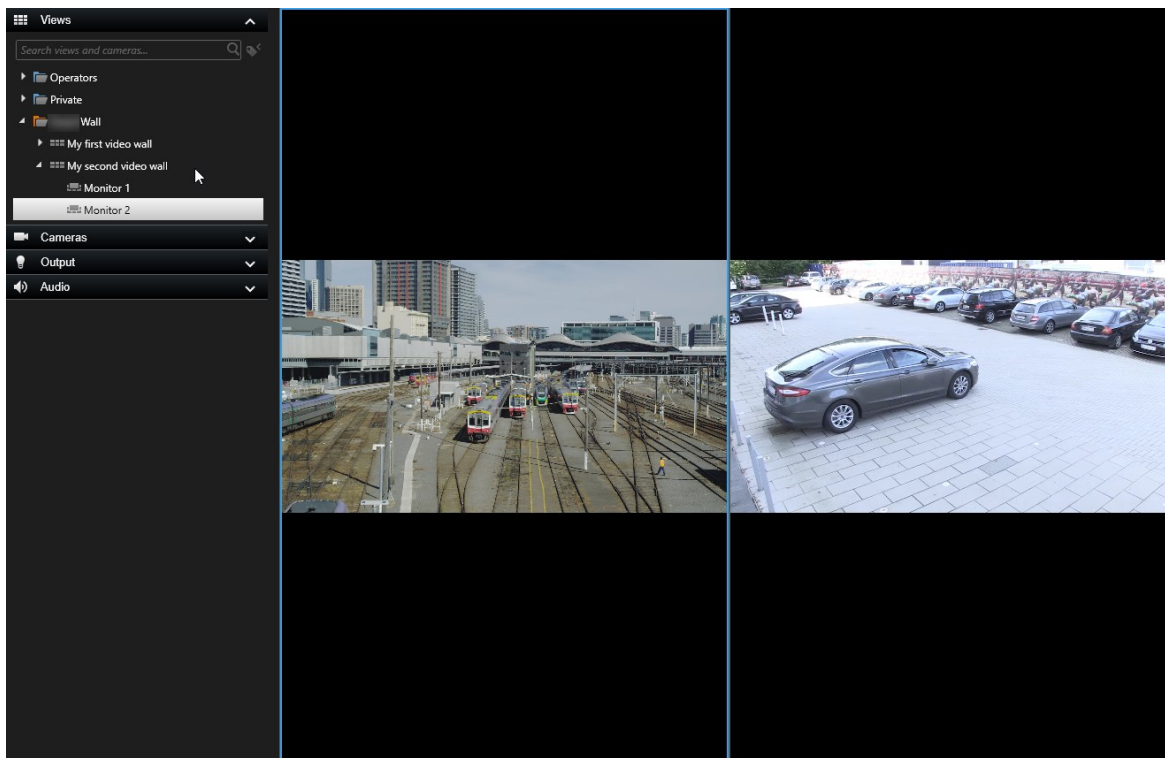 Views
Search views and cameras...
Operators
Private
Wall
My first video wall
My second video wall
Monitor 1
Monitor 2
Cameras
Output
Audio